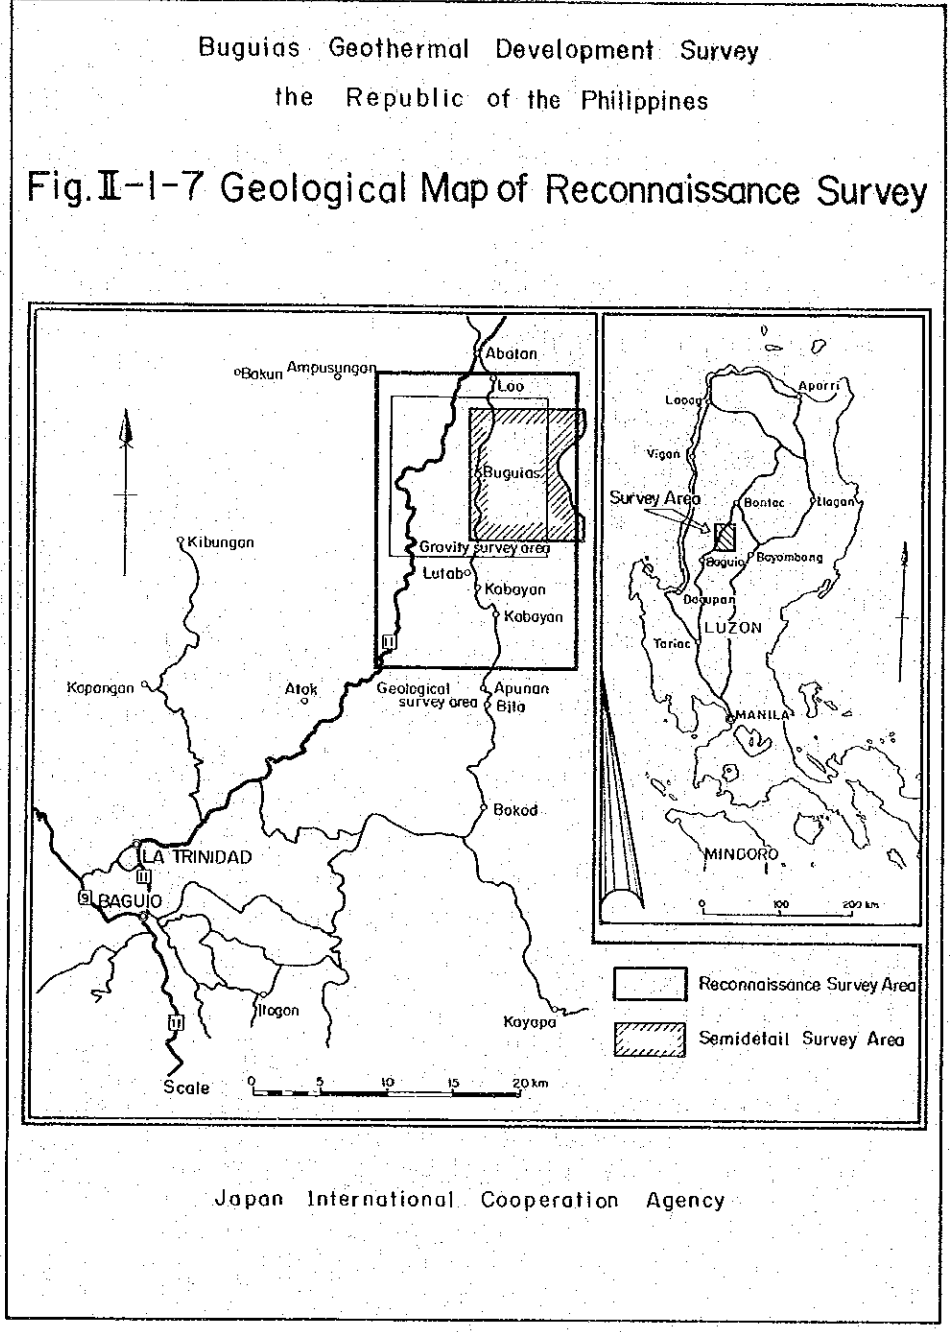 Buguias Geothermal Development Survey
the Republic of the Philippines
Fig.II-1-7 Geological Map of Reconnaissance Survey
Abatan
Bakun
Ampusungan
Loo
Buguias
Kibungan
Gravity survey area
Lutab
Kabayan
Kabayan
11
Kapangan
Atok
Geological
survey area
Apunan
Bila
Bokod
LA TRINIDAD
11
9
BAGUIO
Itogon
11
Kayapa
Scale
0 5 10 15 20 km
Aparri
Laoag
Vigan
Survey Area
Bontoc
Ilagan
Baguio
Bayombong
Dagupan
LUZON
Tarlac
MANILA
MINDORO
0 100 200 km
Reconnaissance Survey Area
Semidetail Survey Area
Japan International Cooperation Agency